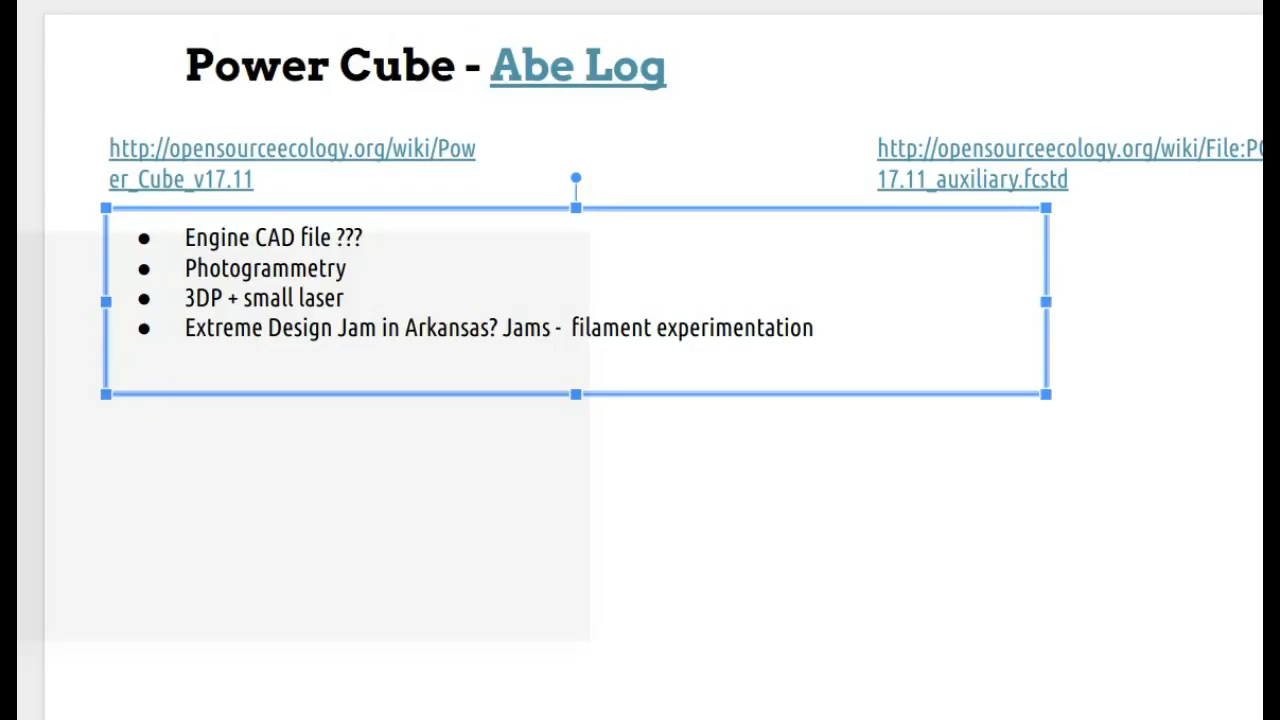 Power Cube - Abe Log
http://opensourceecology.org/wiki/Pow
er_Cube_v17.11
http://opensourceecology.org/wiki/File:P
17.11_auxiliary.fcstd
● Engine CAD file ???
● Photogrammetry
● 3DP + small laser
● Extreme Design Jam in Arkansas? Jams - filament experimentation